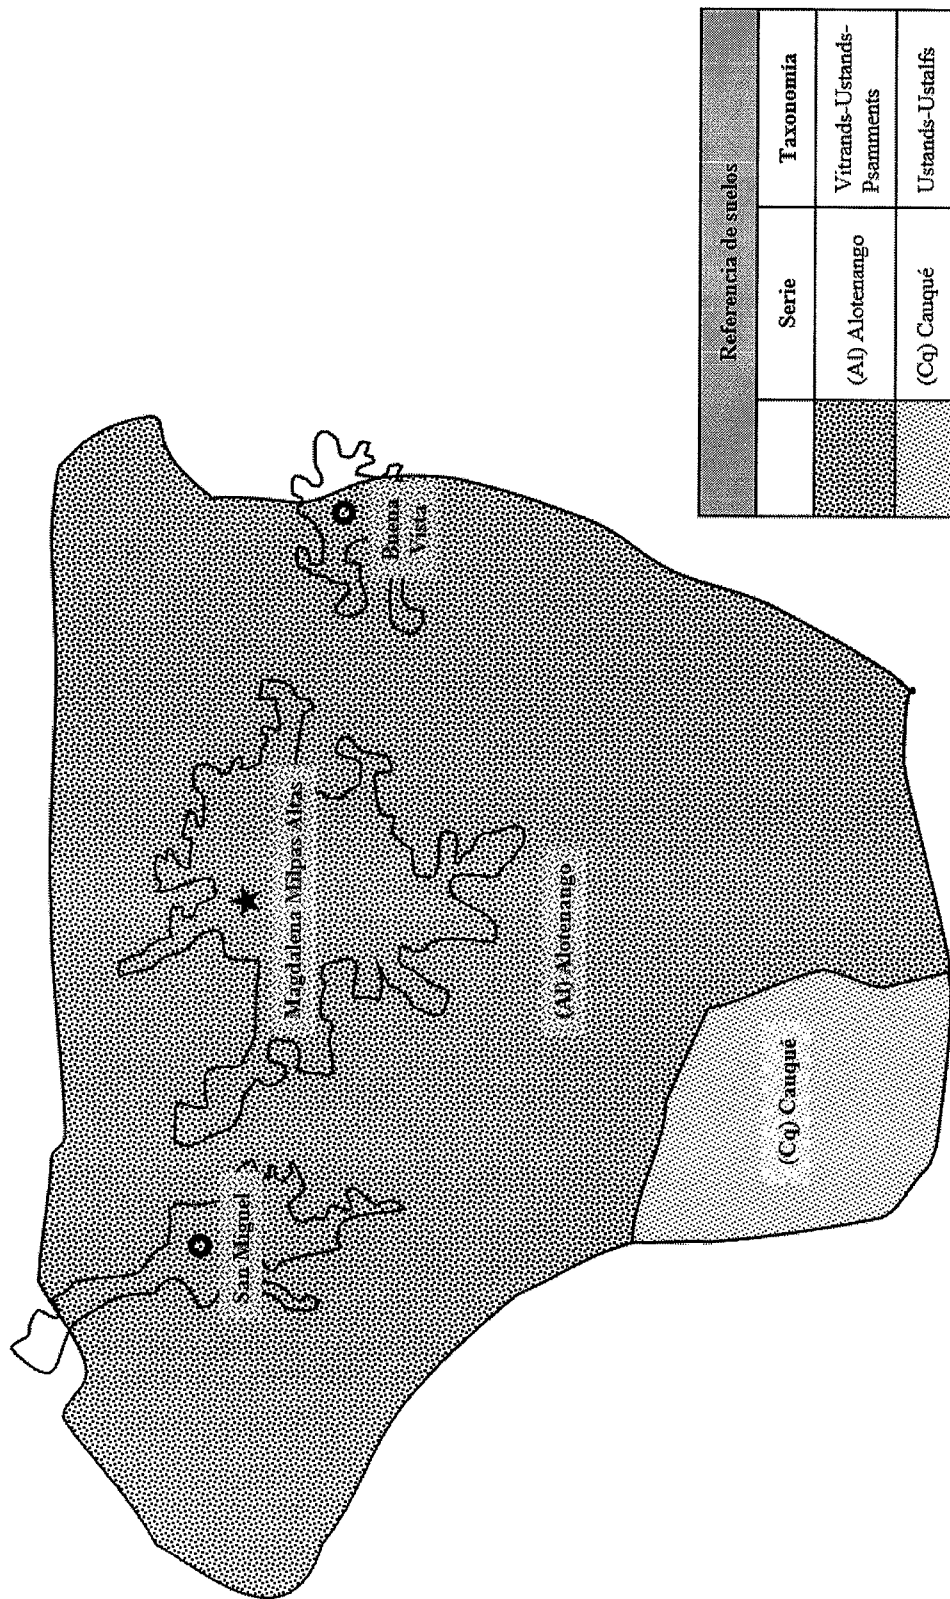 San Miguel
Magdalena Milpas Altas
Buena
Vista
(Al) Alotenango
(Cq) Cauqué
Referencia de suelos
Serie
Taxonomía
(Al) Alotenango
Vitrands-Ustands-
Psamments
(Cq) Cauqué
Ustands-Ustalfs